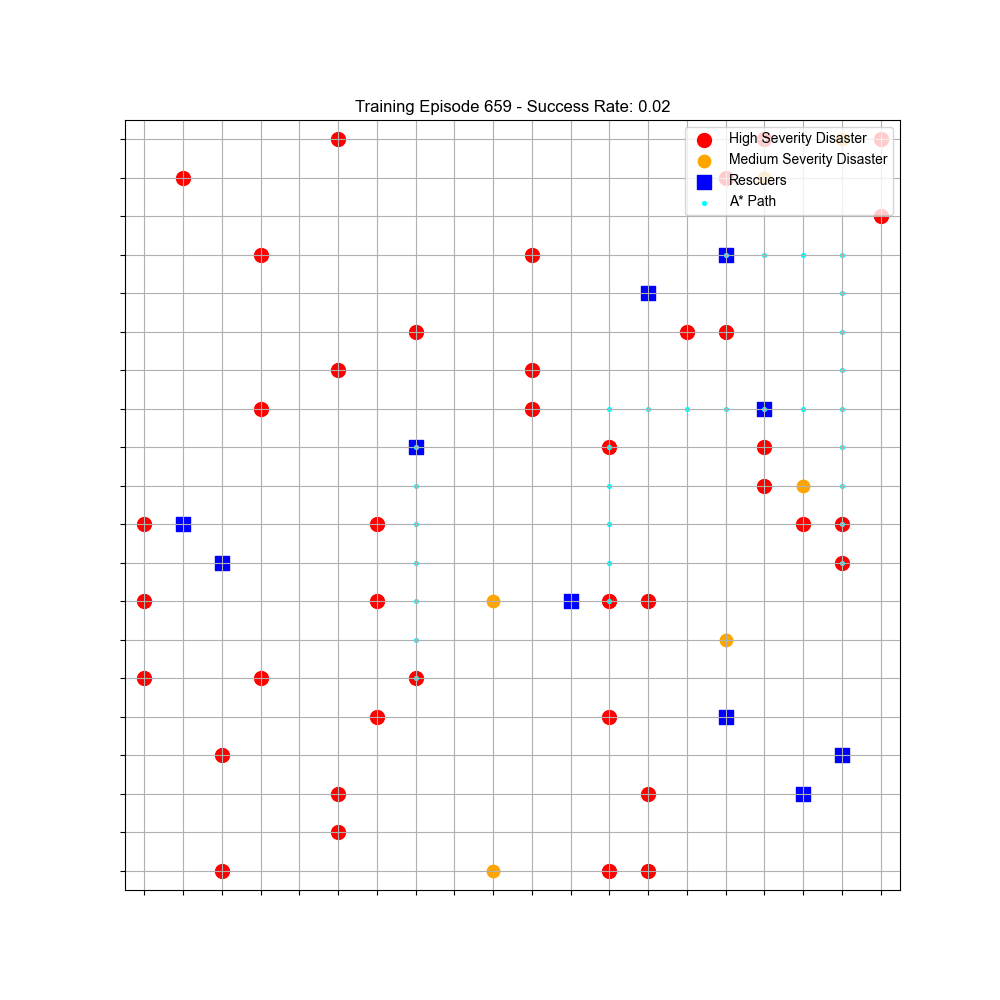 Training Episode 659 - Success Rate: 0.02
High Severity Disaster
Medium Severity Disaster
Rescuers
A* Path